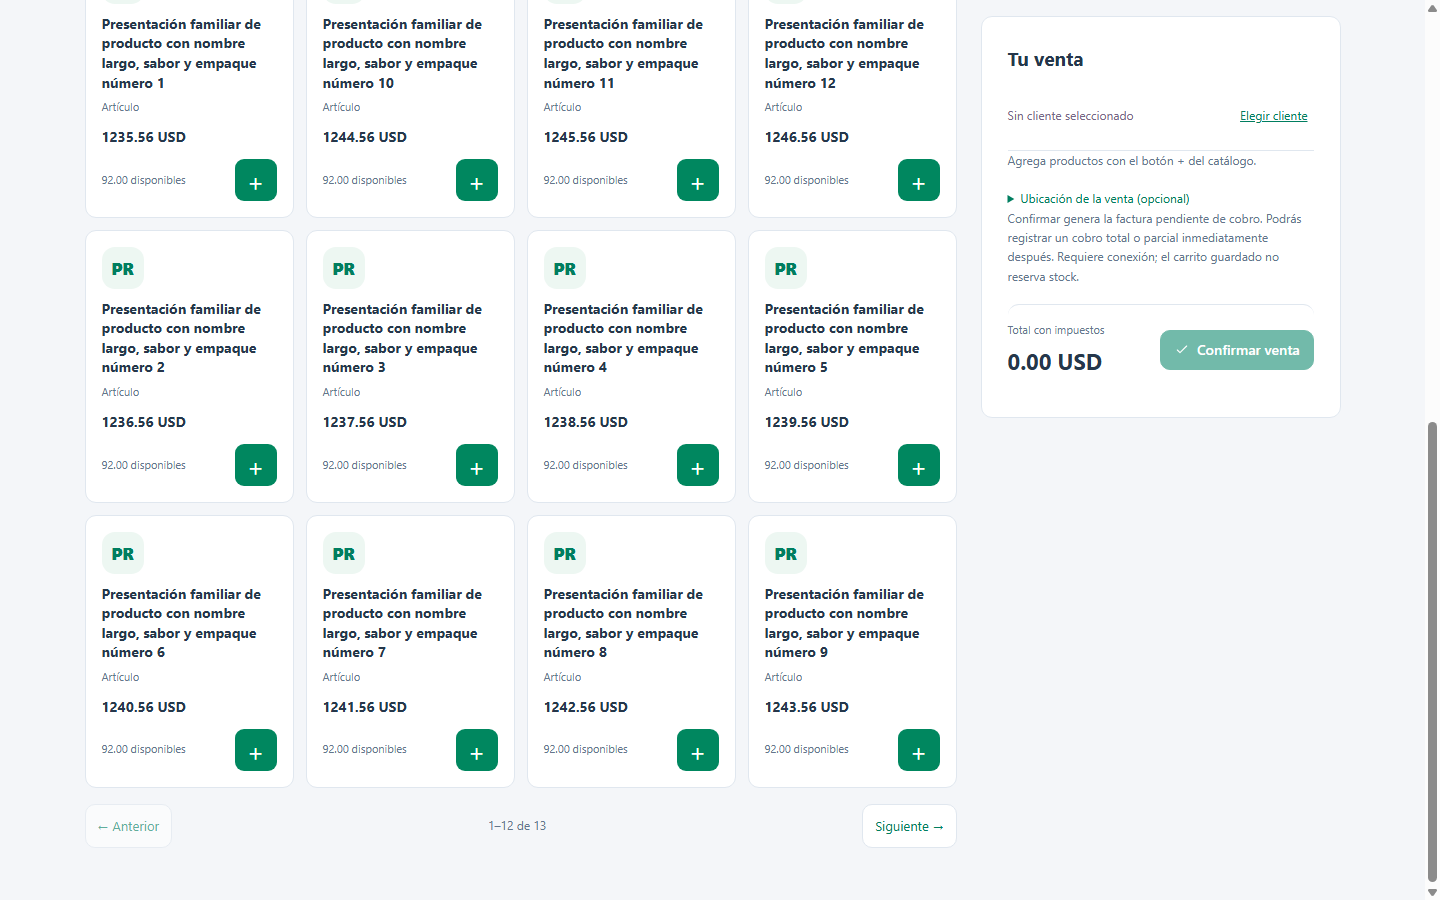 Presentación familiar de
producto con nombre
largo, sabor y empaque
número 1
Artículo
1235.56 USD
92.00 disponibles
+
Presentación familiar de
producto con nombre
largo, sabor y empaque
número 10
Artículo
1244.56 USD
92.00 disponibles
+
Presentación familiar de
producto con nombre
largo, sabor y empaque
número 11
Artículo
1245.56 USD
92.00 disponibles
+
Presentación familiar de
producto con nombre
largo, sabor y empaque
número 12
Artículo
1246.56 USD
92.00 disponibles
+
PR
Presentación familiar de
producto con nombre
largo, sabor y empaque
número 2
Artículo
1236.56 USD
92.00 disponibles
+
PR
Presentación familiar de
producto con nombre
largo, sabor y empaque
número 3
Artículo
1237.56 USD
92.00 disponibles
+
PR
Presentación familiar de
producto con nombre
largo, sabor y empaque
número 4
Artículo
1238.56 USD
92.00 disponibles
+
PR
Presentación familiar de
producto con nombre
largo, sabor y empaque
número 5
Artículo
1239.56 USD
92.00 disponibles
+
PR
Presentación familiar de
producto con nombre
largo, sabor y empaque
número 6
Artículo
1240.56 USD
92.00 disponibles
+
PR
Presentación familiar de
producto con nombre
largo, sabor y empaque
número 7
Artículo
1241.56 USD
92.00 disponibles
+
PR
Presentación familiar de
producto con nombre
largo, sabor y empaque
número 8
Artículo
1242.56 USD
92.00 disponibles
+
PR
Presentación familiar de
producto con nombre
largo, sabor y empaque
número 9
Artículo
1243.56 USD
92.00 disponibles
+
← Anterior
1–12 de 13
Siguiente →
Tu venta
Sin cliente seleccionado
Elegir cliente
Agrega productos con el botón + del catálogo.
▶ Ubicación de la venta (opcional)
Confirmar genera la factura pendiente de cobro. Podrás
registrar un cobro total o parcial inmediatamente
después. Requiere conexión; el carrito guardado no
reserva stock.
Total con impuestos
0.00 USD
✓ Confirmar venta